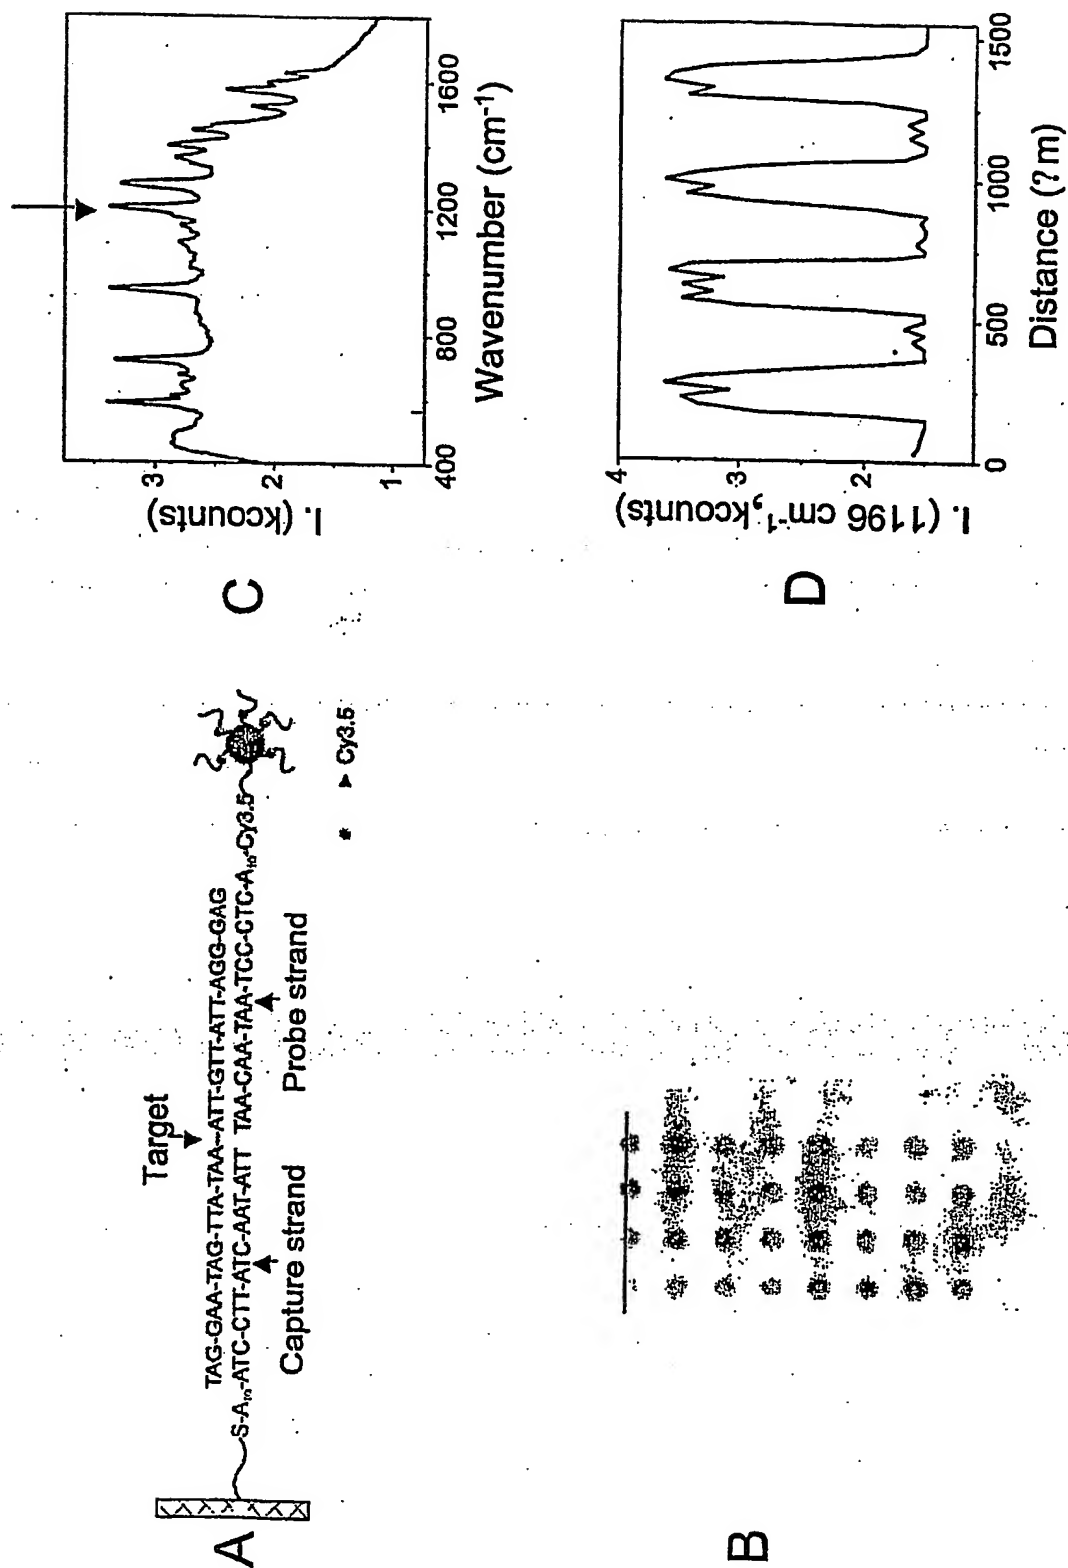 A
Target
TAG-GAA-TAG-TTA-TAA--ATT-GTT-ATT-AGG-GAG
S-A₁₀-ATC-CTT-ATC-AAT-ATT TAA-CAA-TAA-TCC-CTC-A₁₀-Cy3.5
Capture strand
Probe strand
* ➤ Cy3.5
B
C
I. (kcounts)
3
2
1
400
800
1200
1600
Wavenumber (cm⁻¹)
D
I. (1196 cm⁻¹, kcounts)
4
3
2
0
500
1000
1500
Distance (?m)